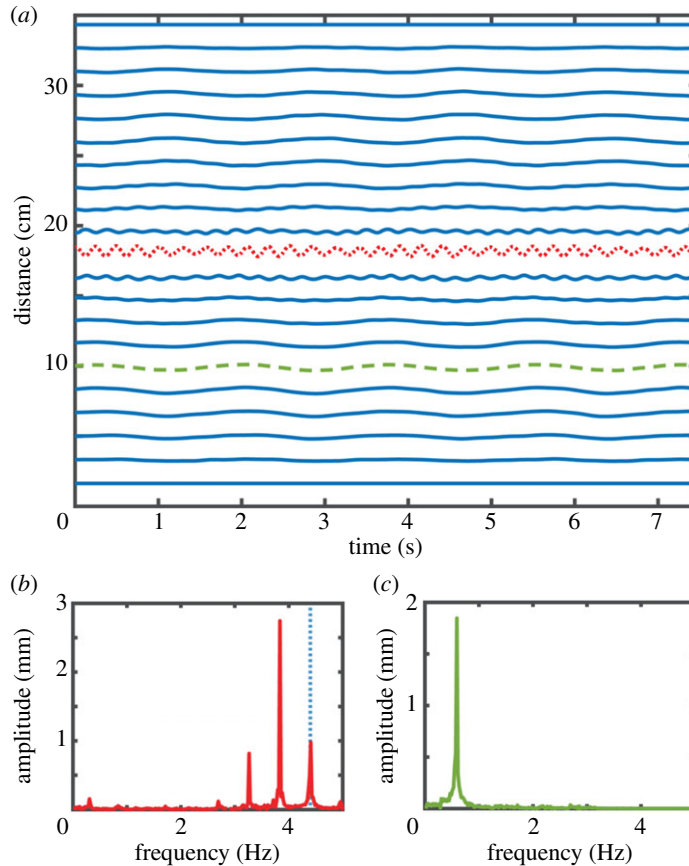 (a)
30
20
10
0
distance (cm)
1 2 3 4 5 6 7
time (s)
(b)
3
2
1
0
amplitude (mm)
2 4
frequency (Hz)
(c)
2
1
0
amplitude (mm)
2 4
frequency (Hz)